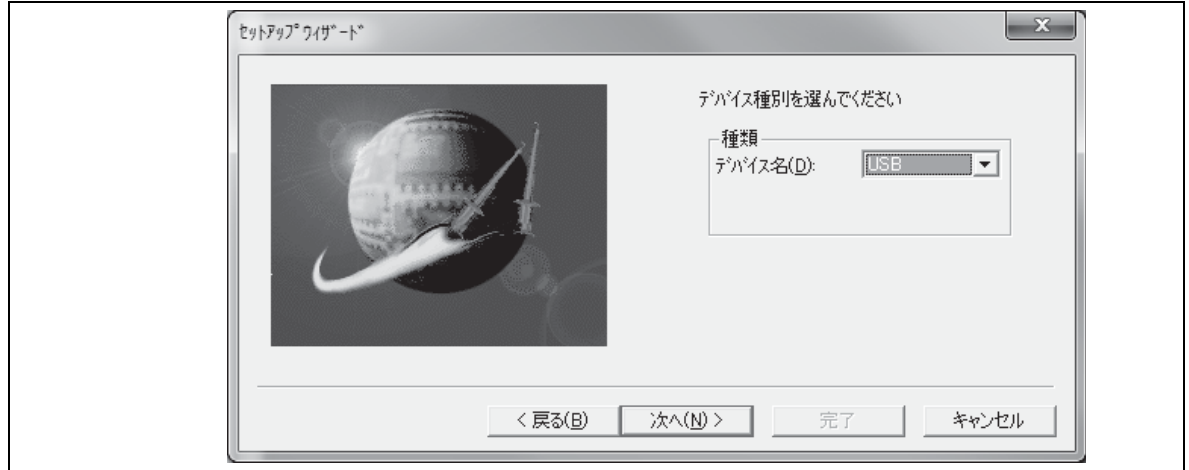 ｾｯﾄｱｯﾌﾟ ｳｨｻﾞｰﾄﾞ
ﾃﾞﾊﾞｲｽ種別を選んでください
種類
ﾃﾞﾊﾞｲｽ名(D):
USB
< 戻る(B)
次へ(N) >
完了
キャンセル